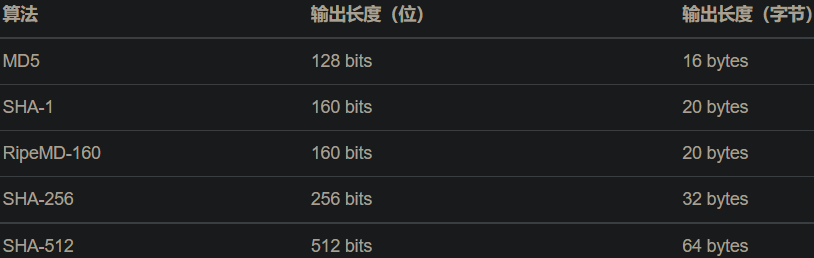 算法 输出长度（位） 输出长度（字节）
MD5 128 bits 16 bytes
SHA-1 160 bits 20 bytes
RipeMD-160 160 bits 20 bytes
SHA-256 256 bits 32 bytes
SHA-512 512 bits 64 bytes